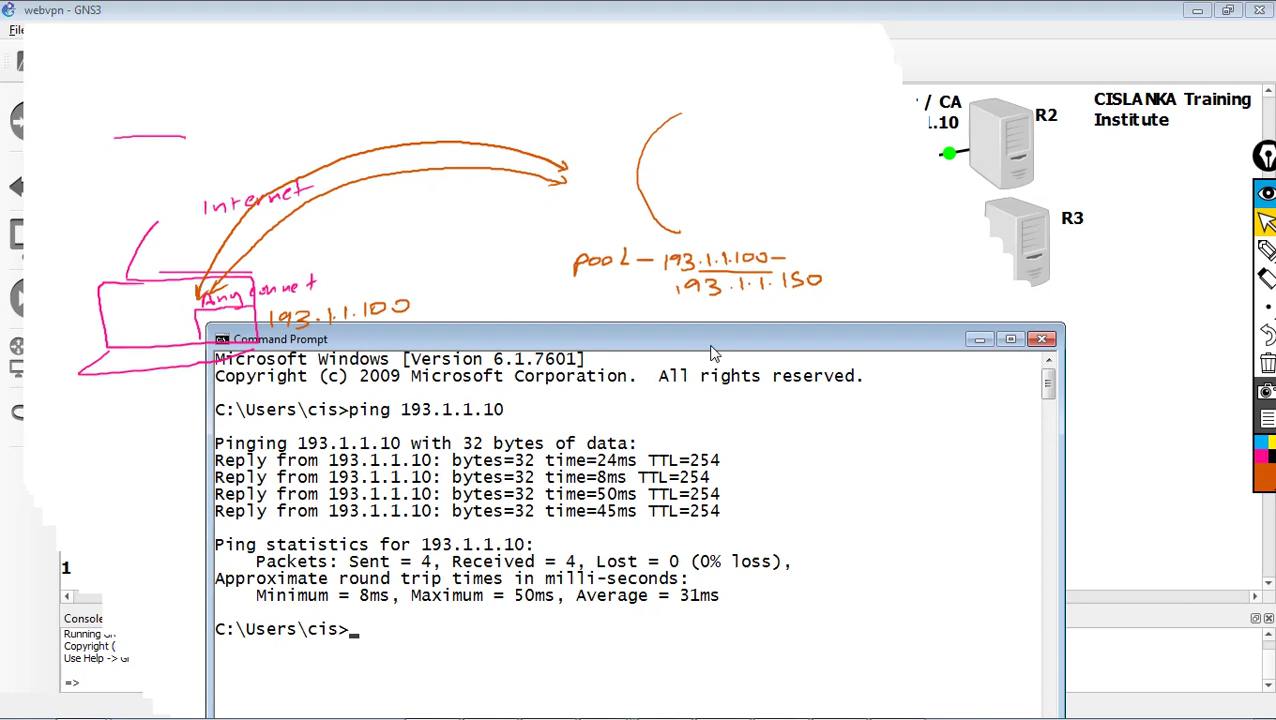 webvpn - GNS3
File
/ CA
.10
R2
CISLANKA Training
Institute
R3
Internet
Any connet
193.1.1.100
pool - 193.1.1.100 -
193.1.1.150
Command Prompt
Microsoft Windows [Version 6.1.7601]
Copyright (c) 2009 Microsoft Corporation.  All rights reserved.
C:\Users\cis>ping 193.1.1.10
Pinging 193.1.1.10 with 32 bytes of data:
Reply from 193.1.1.10: bytes=32 time=24ms TTL=254
Reply from 193.1.1.10: bytes=32 time=8ms TTL=254
Reply from 193.1.1.10: bytes=32 time=50ms TTL=254
Reply from 193.1.1.10: bytes=32 time=45ms TTL=254
Ping statistics for 193.1.1.10:
Packets: Sent = 4, Received = 4, Lost = 0 (0% loss),
Approximate round trip times in milli-seconds:
Minimum = 8ms, Maximum = 50ms, Average = 31ms
C:\Users\cis>_
1
Console
Running
Copyright (
Use Help ->
=>